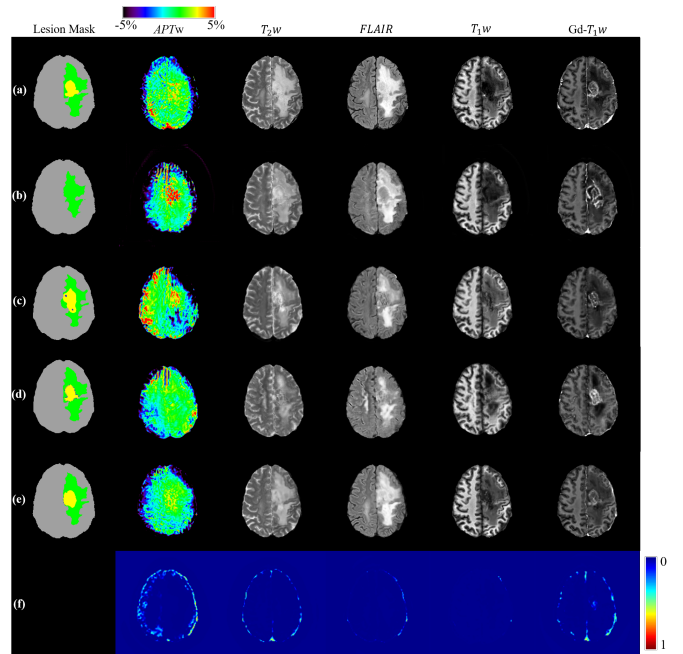 -5% 5%
Lesion Mask APTw T₂w FLAIR T₁w Gd-T₁w
(a)
(b)
(c)
(d)
(e)
(f)
0
1